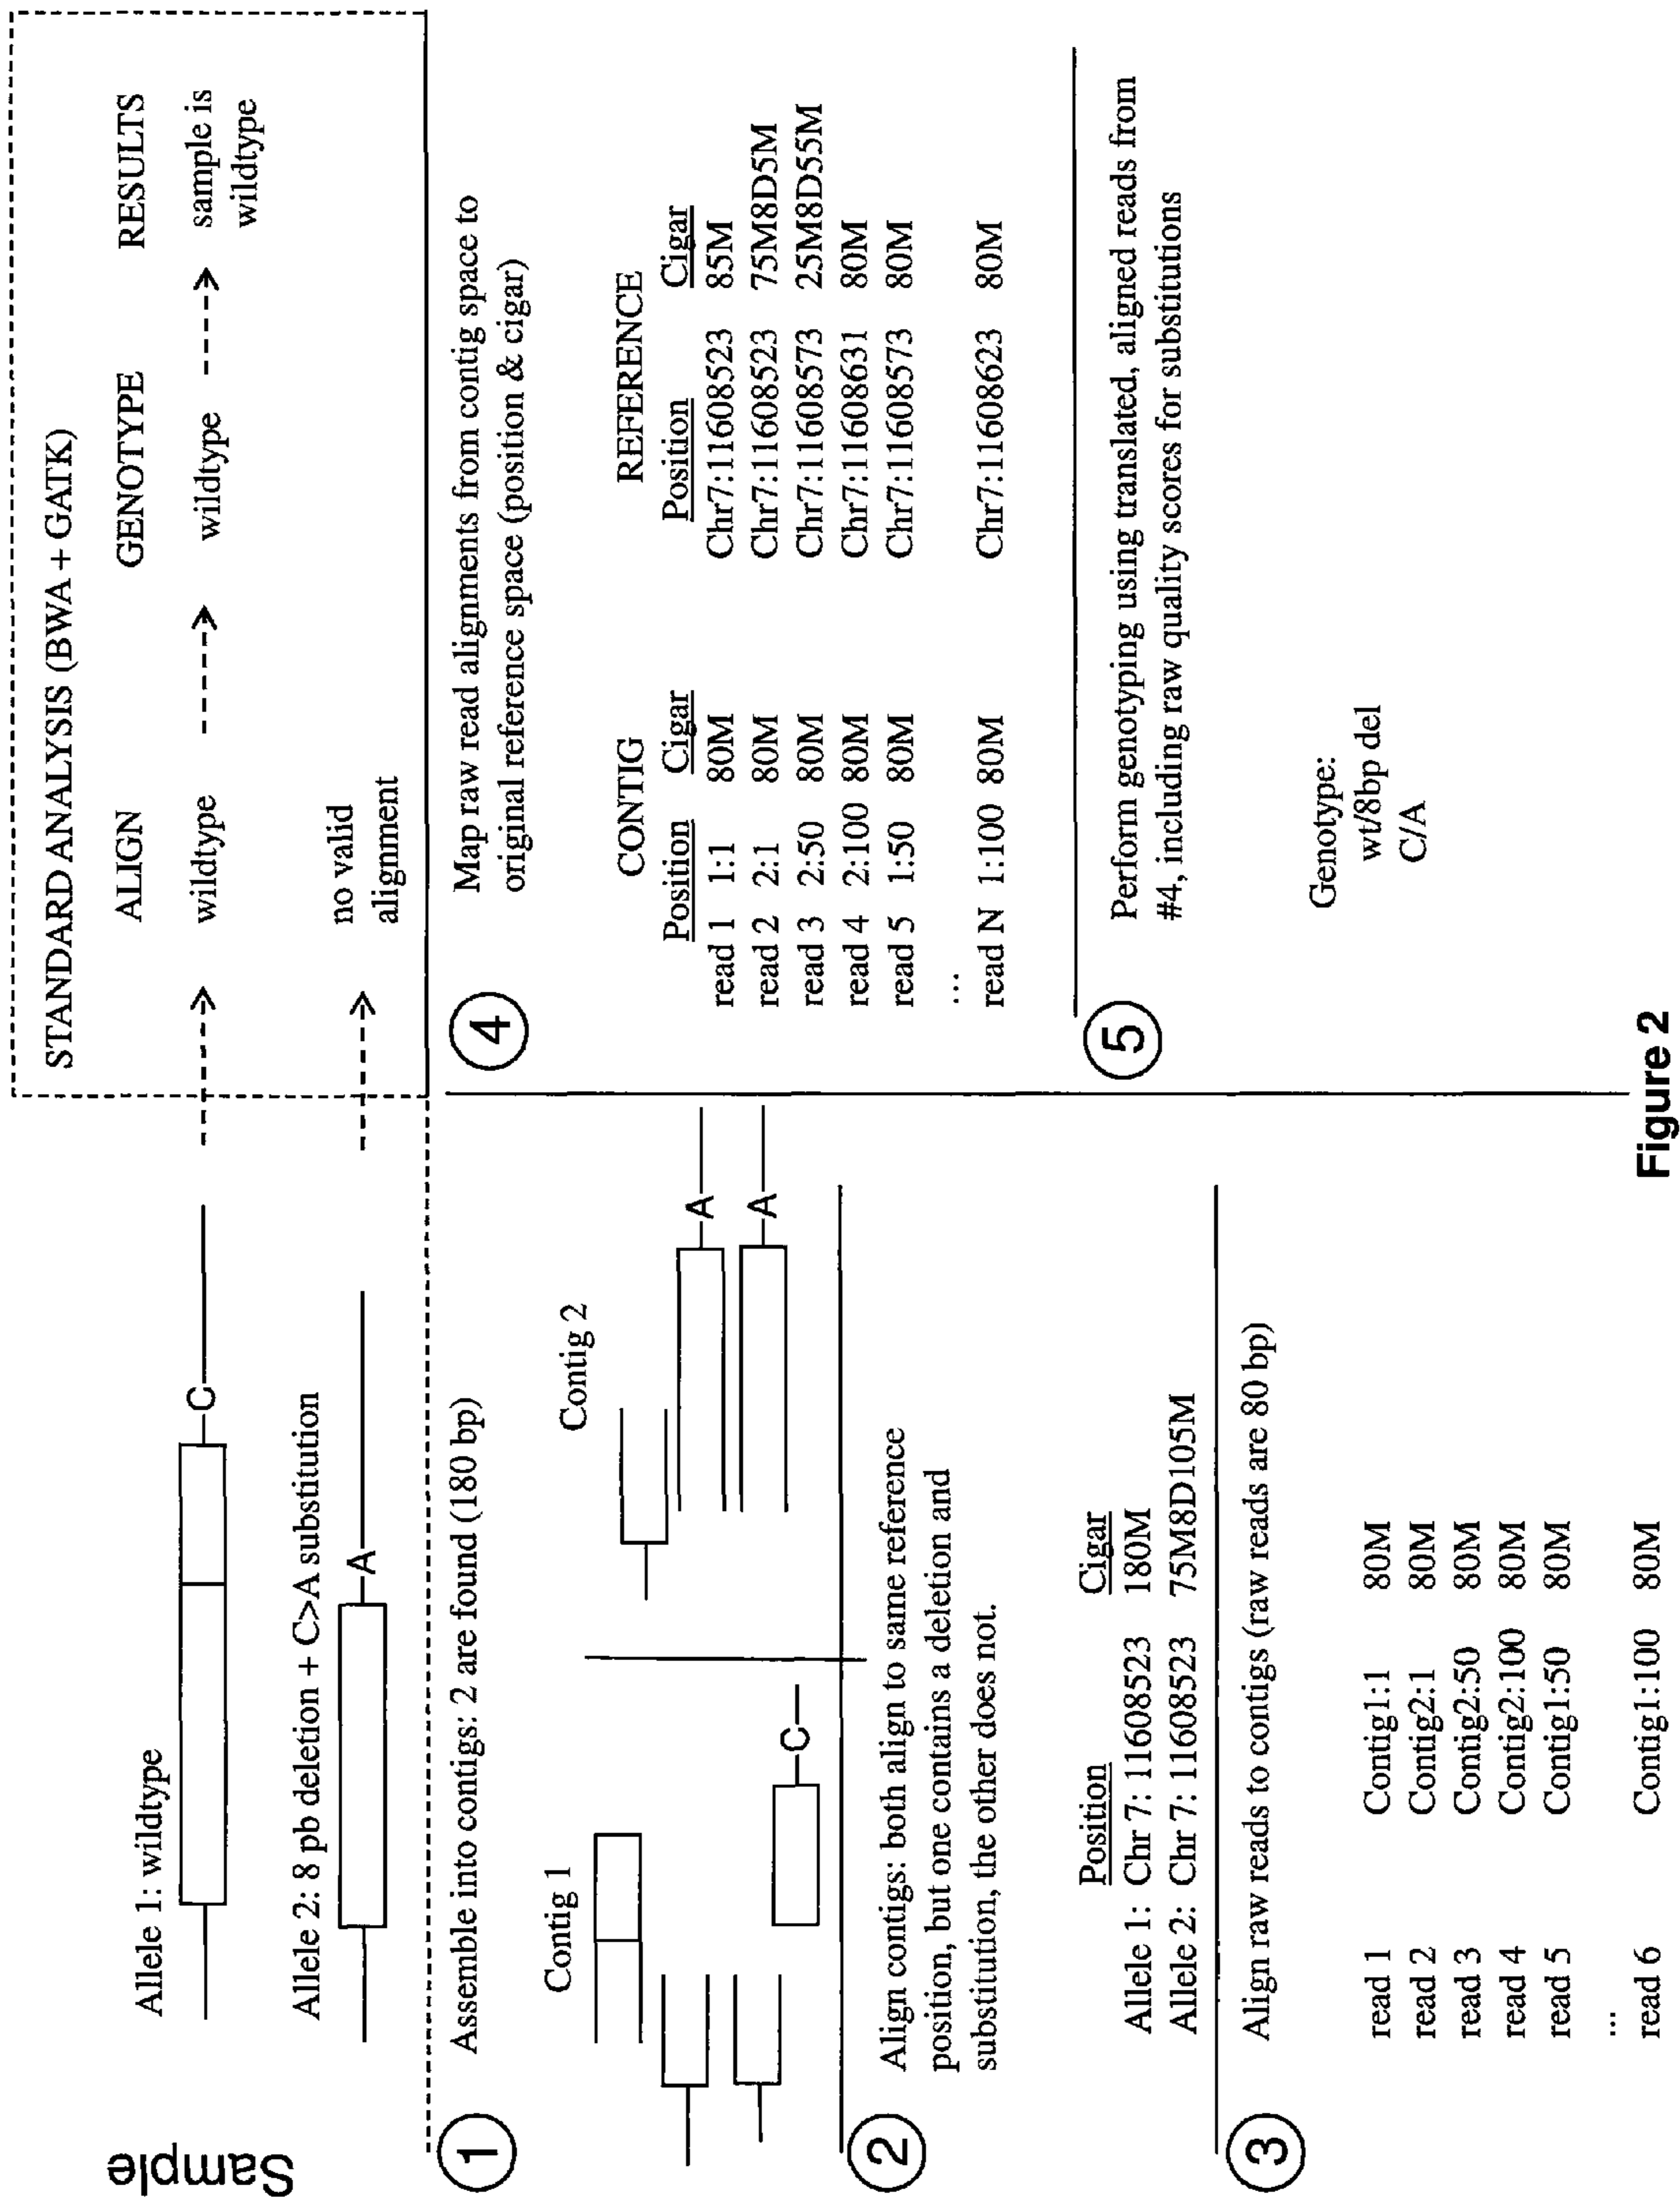 Sample
Allele 1: wildtype
C
Allele 2: 8 pb deletion + C>A substitution
A
STANDARD ANALYSIS (BWA + GATK)
ALIGN GENOTYPE RESULTS
wildtype wildtype sample is
wildtype
no valid
alignment
1
Assemble into contigs: 2 are found (180 bp)
Contig 1
C
Contig 2
A
A
2
Align contigs: both align to same reference
position, but one contains a deletion and
substitution, the other does not.
Position Cigar
Allele 1: Chr 7: 11608523 180M
Allele 2: Chr 7: 11608523 75M8D105M
3
Align raw reads to contigs (raw reads are 80 bp)
read 1 Contig1:1 80M
read 2 Contig2:1 80M
read 3 Contig2:50 80M
read 4 Contig2:100 80M
read 5 Contig1:50 80M
...
read 6 Contig1:100 80M
4
Map raw read alignments from contig space to
original reference space (position & cigar)
CONTIG REFERENCE
Position Cigar Position Cigar
read 1 1:1 80M Chr7:11608523 85M
read 2 2:1 80M Chr7:11608523 75M8D5M
read 3 2:50 80M Chr7:11608573 25M8D55M
read 4 2:100 80M Chr7:11608631 80M
read 5 1:50 80M Chr7:11608573 80M
...
read N 1:100 80M Chr7:11608623 80M
5
Perform genotyping using translated, aligned reads from
#4, including raw quality scores for substitutions
Genotype:
wt/8bp del
C/A
Figure 2